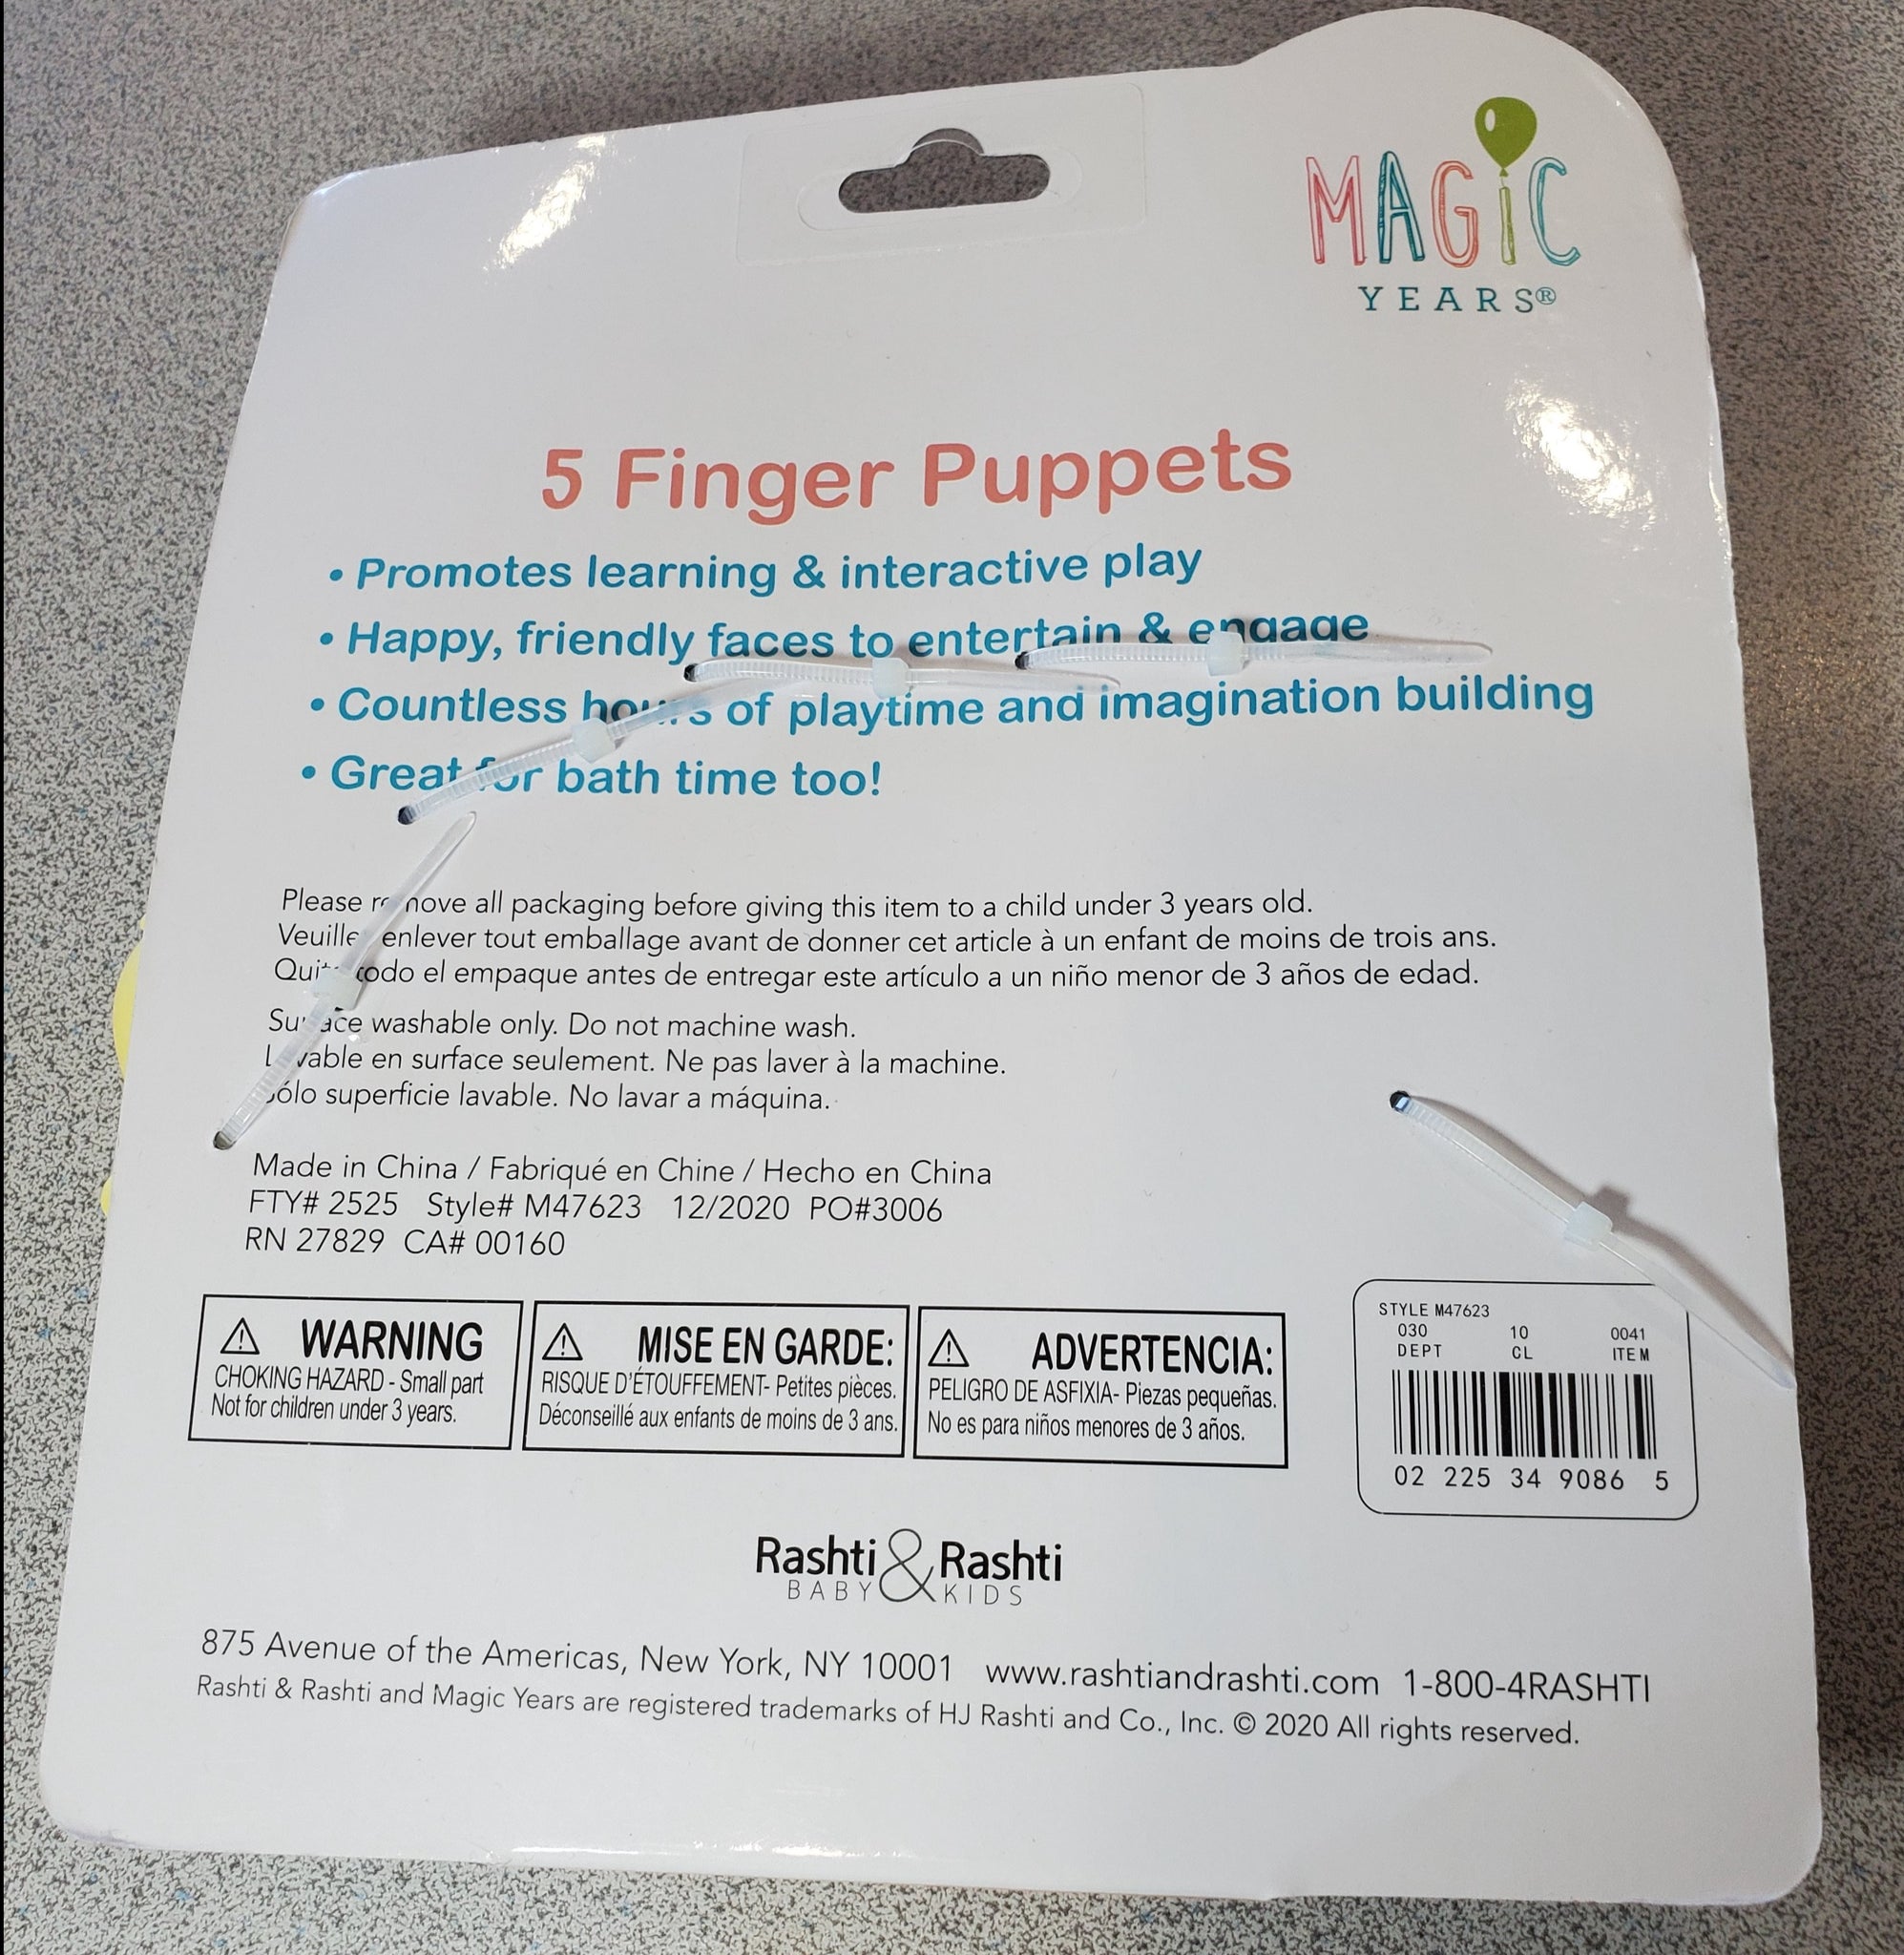 MAGIC
YEARS®
5 Finger Puppets
• Promotes learning & interactive play
• Happy, friendly faces to entertain & engage
• Countless hours of playtime and imagination building
• Great for bath time too!
Please remove all packaging before giving this item to a child under 3 years old.
Veuillez enlever tout emballage avant de donner cet article à un enfant de moins de trois ans.
Quite todo el empaque antes de entregar este artículo a un niño menor de 3 años de edad.
Surface washable only. Do not machine wash.
Lavable en surface seulement. Ne pas laver à la machine.
Sólo superficie lavable. No lavar a máquina.
Made in China / Fabriqué en Chine / Hecho en China
FTY# 2525 Style# M47623 12/2020 PO#3006
RN 27829 CA# 00160
⚠ WARNING
CHOKING HAZARD - Small part
Not for children under 3 years.
⚠ MISE EN GARDE:
RISQUE D'ÉTOUFFEMENT- Petites pièces.
Déconseillé aux enfants de moins de 3 ans.
⚠ ADVERTENCIA:
PELIGRO DE ASFIXIA- Piezas pequeñas.
No es para niños menores de 3 años.
STYLE M47623
030 10 0041
DEPT CL ITEM
02 225 34 9086 5
Rashti & Rashti
BABY KIDS
875 Avenue of the Americas, New York, NY 10001 www.rashtiandrashti.com 1-800-4RASHTI
Rashti & Rashti and Magic Years are registered trademarks of HJ Rashti and Co., Inc. © 2020 All rights reserved.